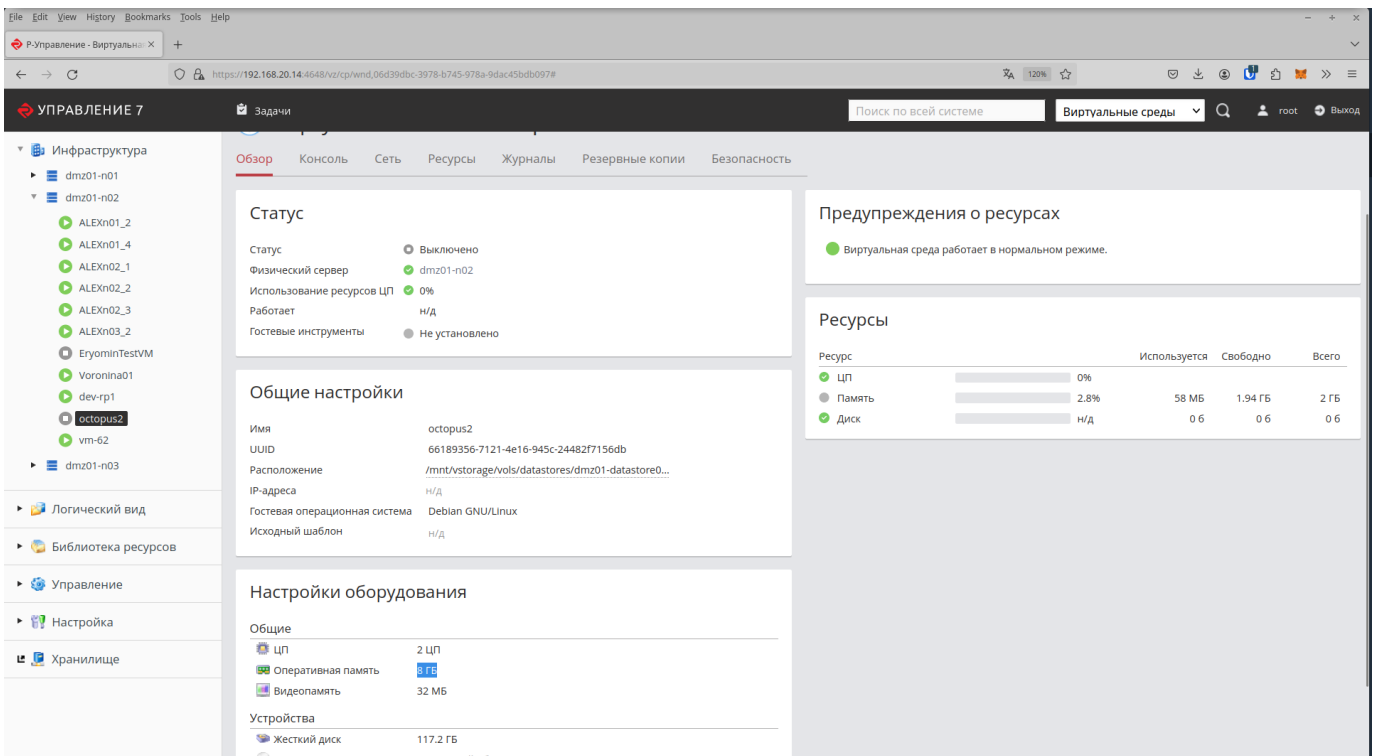 File Edit View History Bookmarks Tools Help
Р-Управление - Виртуальна
https://192.168.20.14:4648/vz/cp/wnd,06d39dbc-3978-b745-978a-9dac45bdb097#
120%
УПРАВЛЕНИЕ 7
Задачи
Поиск по всей системе
Виртуальные среды
root
Выход
Инфраструктура
dmz01-n01
dmz01-n02
ALEXn01_2
ALEXn01_4
ALEXn02_1
ALEXn02_2
ALEXn02_3
ALEXn03_2
EryominTestVM
Voronina01
dev-rp1
octopus2
vm-62
dmz01-n03
Логический вид
Библиотека ресурсов
Управление
Настройка
Хранилище
Обзор Консоль Сеть Ресурсы Журналы Резервные копии Безопасность
Статус
Статус Выключено
Физический сервер dmz01-n02
Использование ресурсов ЦП 0%
Работает н/д
Гостевые инструменты Не установлено
Общие настройки
Имя octopus2
UUID 66189356-7121-4e16-945c-24482f7156db
Расположение /mnt/vstorage/vols/datastores/dmz01-datastore0...
IP-адреса н/д
Гостевая операционная система Debian GNU/Linux
Исходный шаблон н/д
Настройки оборудования
Общие
ЦП 2 ЦП
Оперативная память 8 ГБ
Видеопамять 32 МБ
Устройства
Жесткий диск 117.2 ГБ
Предупреждения о ресурсах
Виртуальная среда работает в нормальном режиме.
Ресурсы
Ресурс Используется Свободно Всего
ЦП 0%
Память 2.8% 58 МБ 1.94 ГБ 2 ГБ
Диск н/д 0 б 0 б 0 б